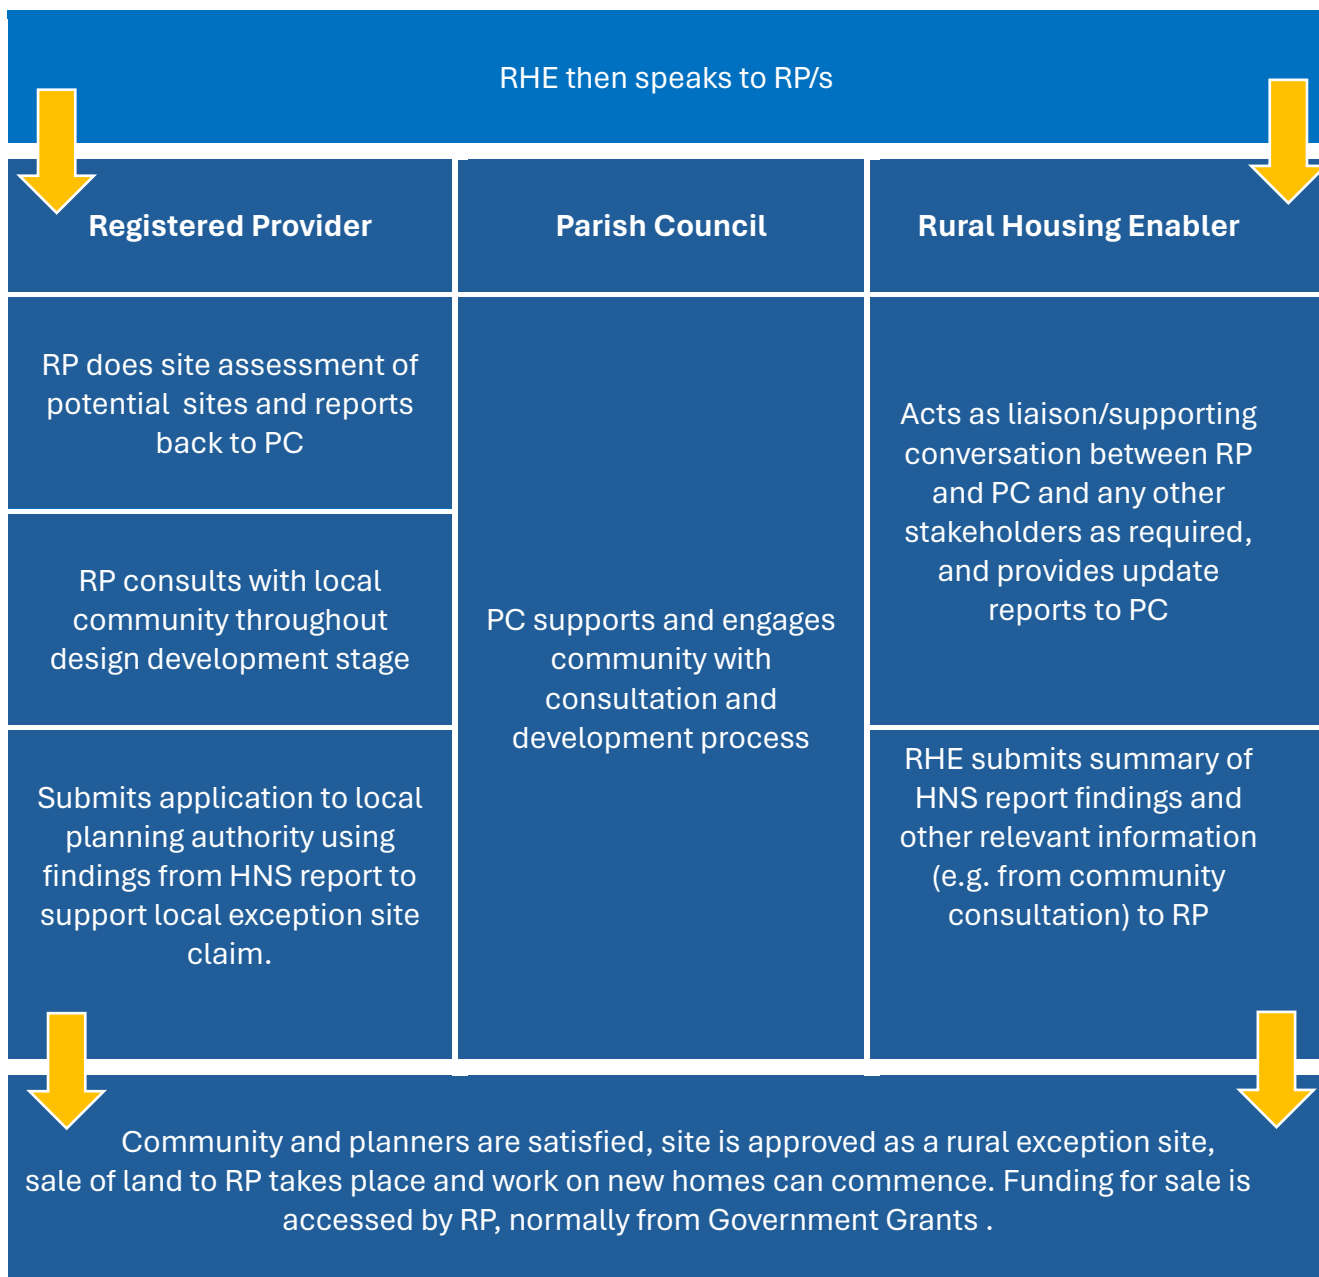 RHE then speaks to RP/s
Registered Provider
Parish Council
Rural Housing Enabler
RP does site assessment of
potential sites and reports
back to PC
RP consults with local
community throughout
design development stage
Submits application to local
planning authority using
findings from HNS report to
support local exception site
claim.
PC supports and engages
community with
consultation and
development process
Acts as liaison/supporting
conversation between RP
and PC and any other
stakeholders as required,
and provides update
reports to PC
RHE submits summary of
HNS report findings and
other relevant information
(e.g. from community
consultation) to RP
Community and planners are satisfied, site is approved as a rural exception site,
sale of land to RP takes place and work on new homes can commence. Funding for sale is
accessed by RP, normally from Government Grants .